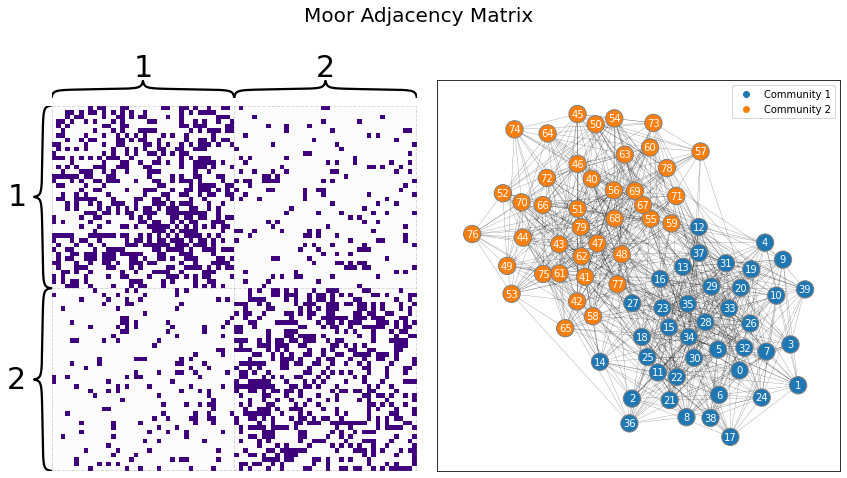 Moor Adjacency Matrix
1 2
1
2
Community 1
Community 2
45
50 54 73
74 64
60 57
63
46 78
72 40
52 56 69 71
70 66 67
51 68 55 59
79 12
76 44 43 47 4
62 48 37
49 13 31 19 9
75 61 41 16
53 77 29 20 39
42 27 23 35 10
58 33
65 15 28 26
18 34
14 25 5 32 7 3
30
11 22 0
1
2 21 6 24
36 8 38
17